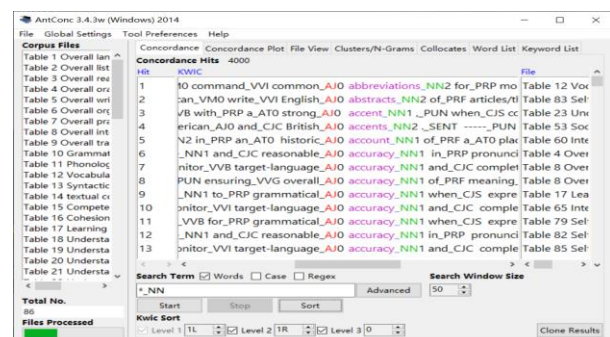 AntConc 3.4.3w (Windows) 2014
File Global Settings Tool Preferences Help
Corpus Files
Table 1 Overall lan
Table 2 Overall list
Table 3 Overall rea
Table 4 Overall ora
Table 5 Overall wri
Table 6 Overall org
Table 7 Overall pra
Table 8 Overall int
Table 9 Overall tra
Table 10 Grammat
Table 11 Phonolog
Table 12 Vocabula
Table 13 Syntactic
Table 14 textual co
Table 15 Compete
Table 16 Cohesion
Table 17 Learning
Table 18 Understa
Table 19 Understa
Table 20 Understa
Table 21 Understa
Total No.
86
Files Processed
Concordance Concordance Plot File View Clusters/N-Grams Collocates Word List Keyword List
Concordance Hits 4000
Hit KWIC File
1 M0 command_VVI common_AJ0 abbreviations_NN2 for_PRP mo Table 12 Voc
2 can_VM0 write_VVI English_AJ0 abstracts_NN2 of_PRF articles/tl Table 83 Sel
3 VB with_PRP a_AT0 strong_AJ0 accent_NN1 ,_PUN when_CJS cc Table 23 Unc
4 erican_AJ0 and_CJC British_AJ0 accents_NN2 ._SENT -----_PUN Table 53 Soc
5 N2 in_PRP an_AT0 historic_AJ0 account_NN1 of_PRF a_AT0 plac Table 60 Inte
6 _NN1 and_CJC reasonable_AJ0 accuracy_NN1 in_PRP pronunci Table 4 Over
7 nitor_VVB target-language_AJ0 accuracy_NN1 and_CJC complet Table 8 Over
8 PUN ensuring_VVG overall_AJ0 accuracy_NN1 of_PRF meaning_ Table 8 Over
9 _NN1 to_PRP grammatical_AJ0 accuracy_NN1 when_CJS expre Table 17 Lea
10 onitor_VVI target-language_AJ0 accuracy_NN1 and_CJC comple Table 65 Inte
11 _VVB for_PRP grammatical_AJ0 accuracy_NN1 when_CJS expre Table 79 Sel
12 _NN1 and_CJC reasonable_AJ0 accuracy_NN1 in_PRP pronunci Table 82 Sel
13 onitor_VVI target-language_AJ0 accuracy_NN1 and_CJC comple Table 85 Sel
Search Term Words Case Regex Search Window Size
*_NN Advanced 50
Start Stop Sort
Kwic Sort
Level 1 1L Level 2 1R Level 3 0 Clone Results